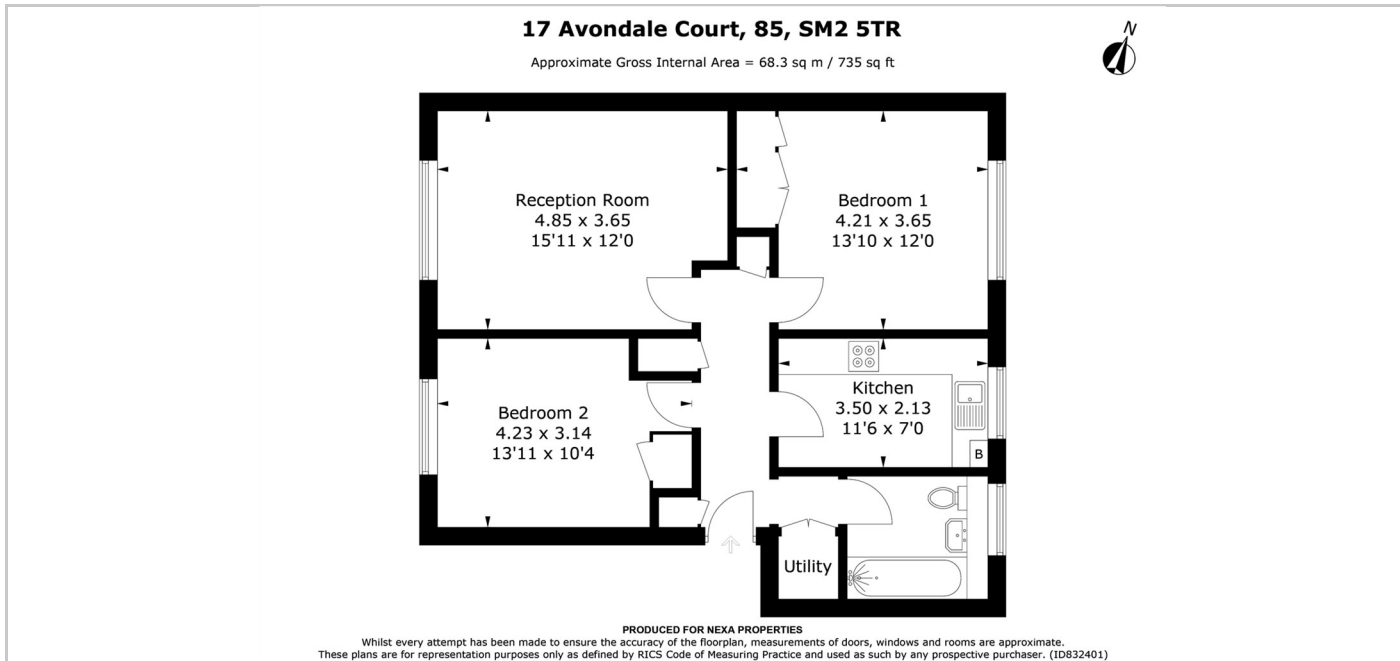 17 Avondale Court, 85, SM2 5TR
Approximate Gross Internal Area = 68.3 sq m / 735 sq ft
N
Reception Room
4.85 x 3.65
15'11 x 12'0
Bedroom 1
4.21 x 3.65
13'10 x 12'0
Bedroom 2
4.23 x 3.14
13'11 x 10'4
Kitchen
3.50 x 2.13
11'6 x 7'0
B
Utility
PRODUCED FOR NEXA PROPERTIES
Whilst every attempt has been made to ensure the accuracy of the floorplan, measurements of doors, windows and rooms are approximate.
These plans are for representation purposes only as defined by RICS Code of Measuring Practice and used as such by any prospective purchaser. (ID832401)